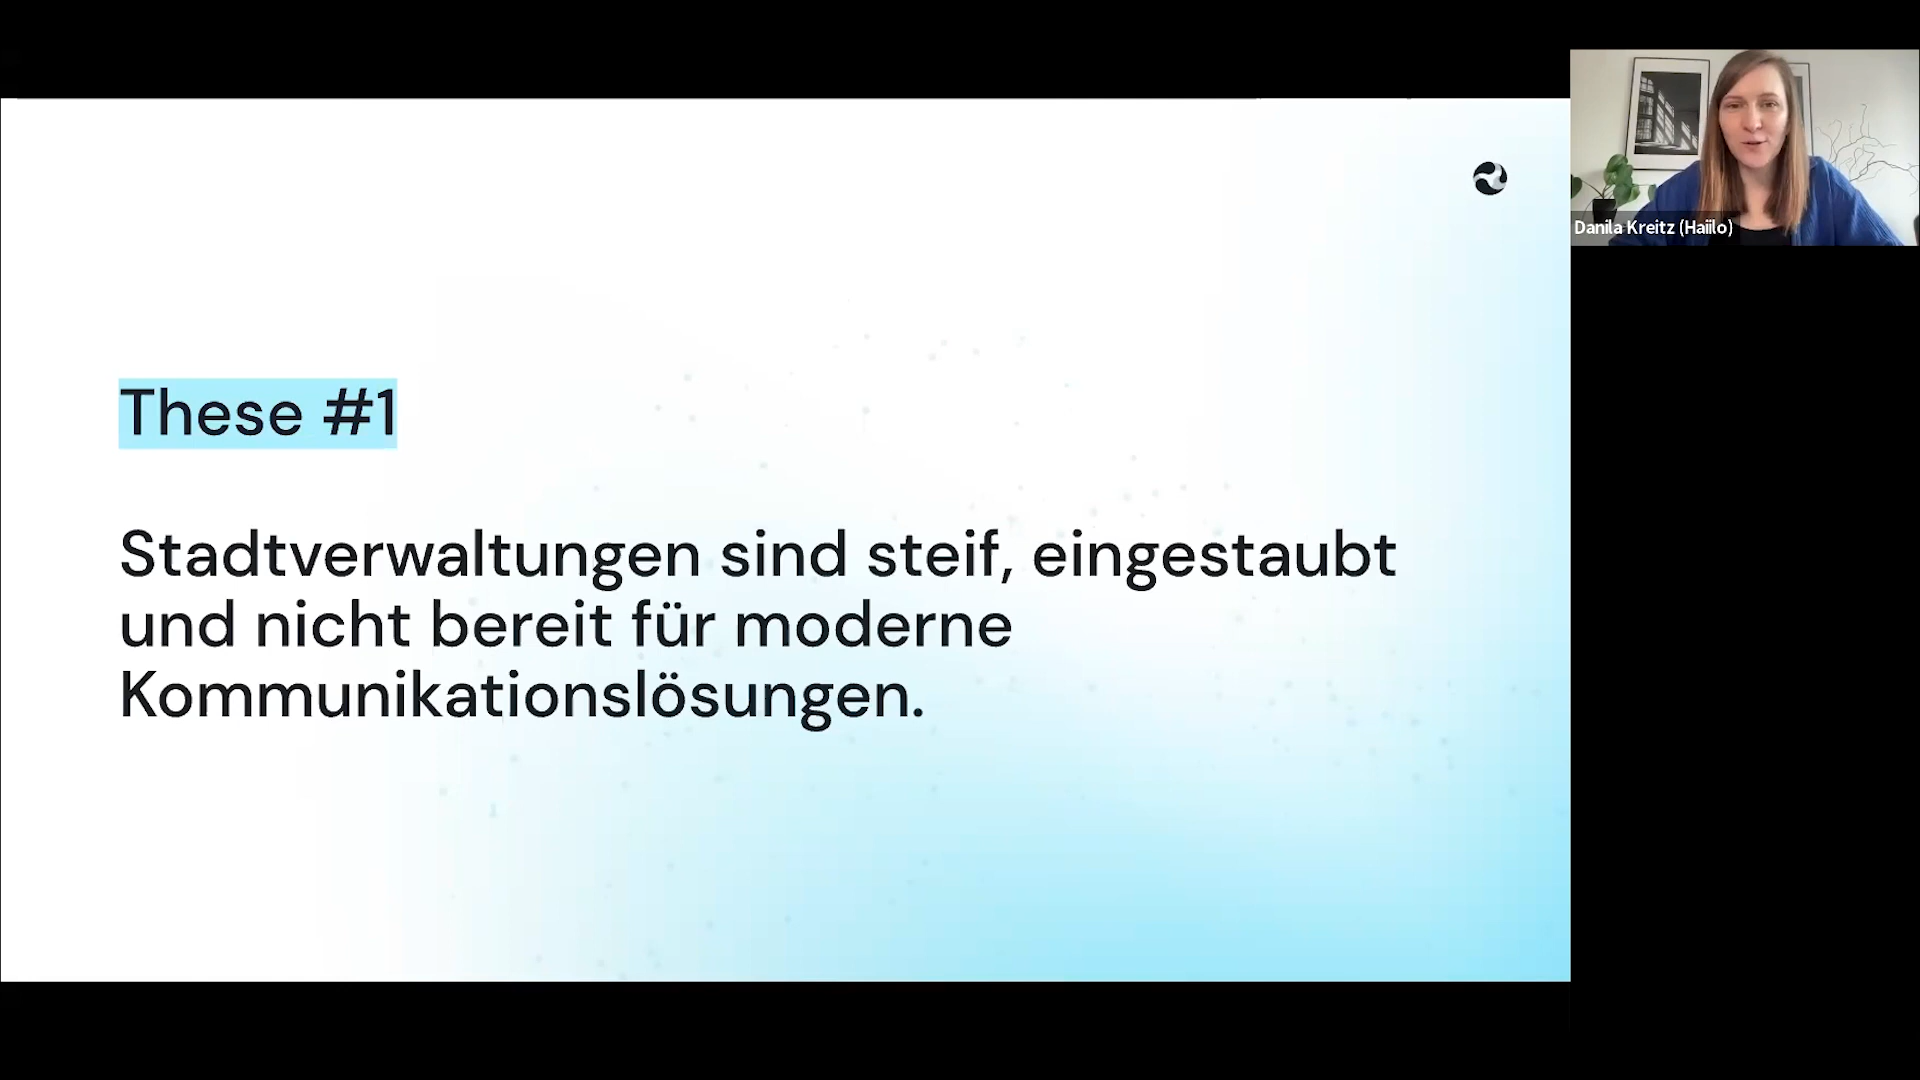 These #1
Stadtverwaltungen sind steif, eingestaubt
und nicht bereit für moderne
Kommunikationslösungen.
Danila Kreitz (Haiilo)